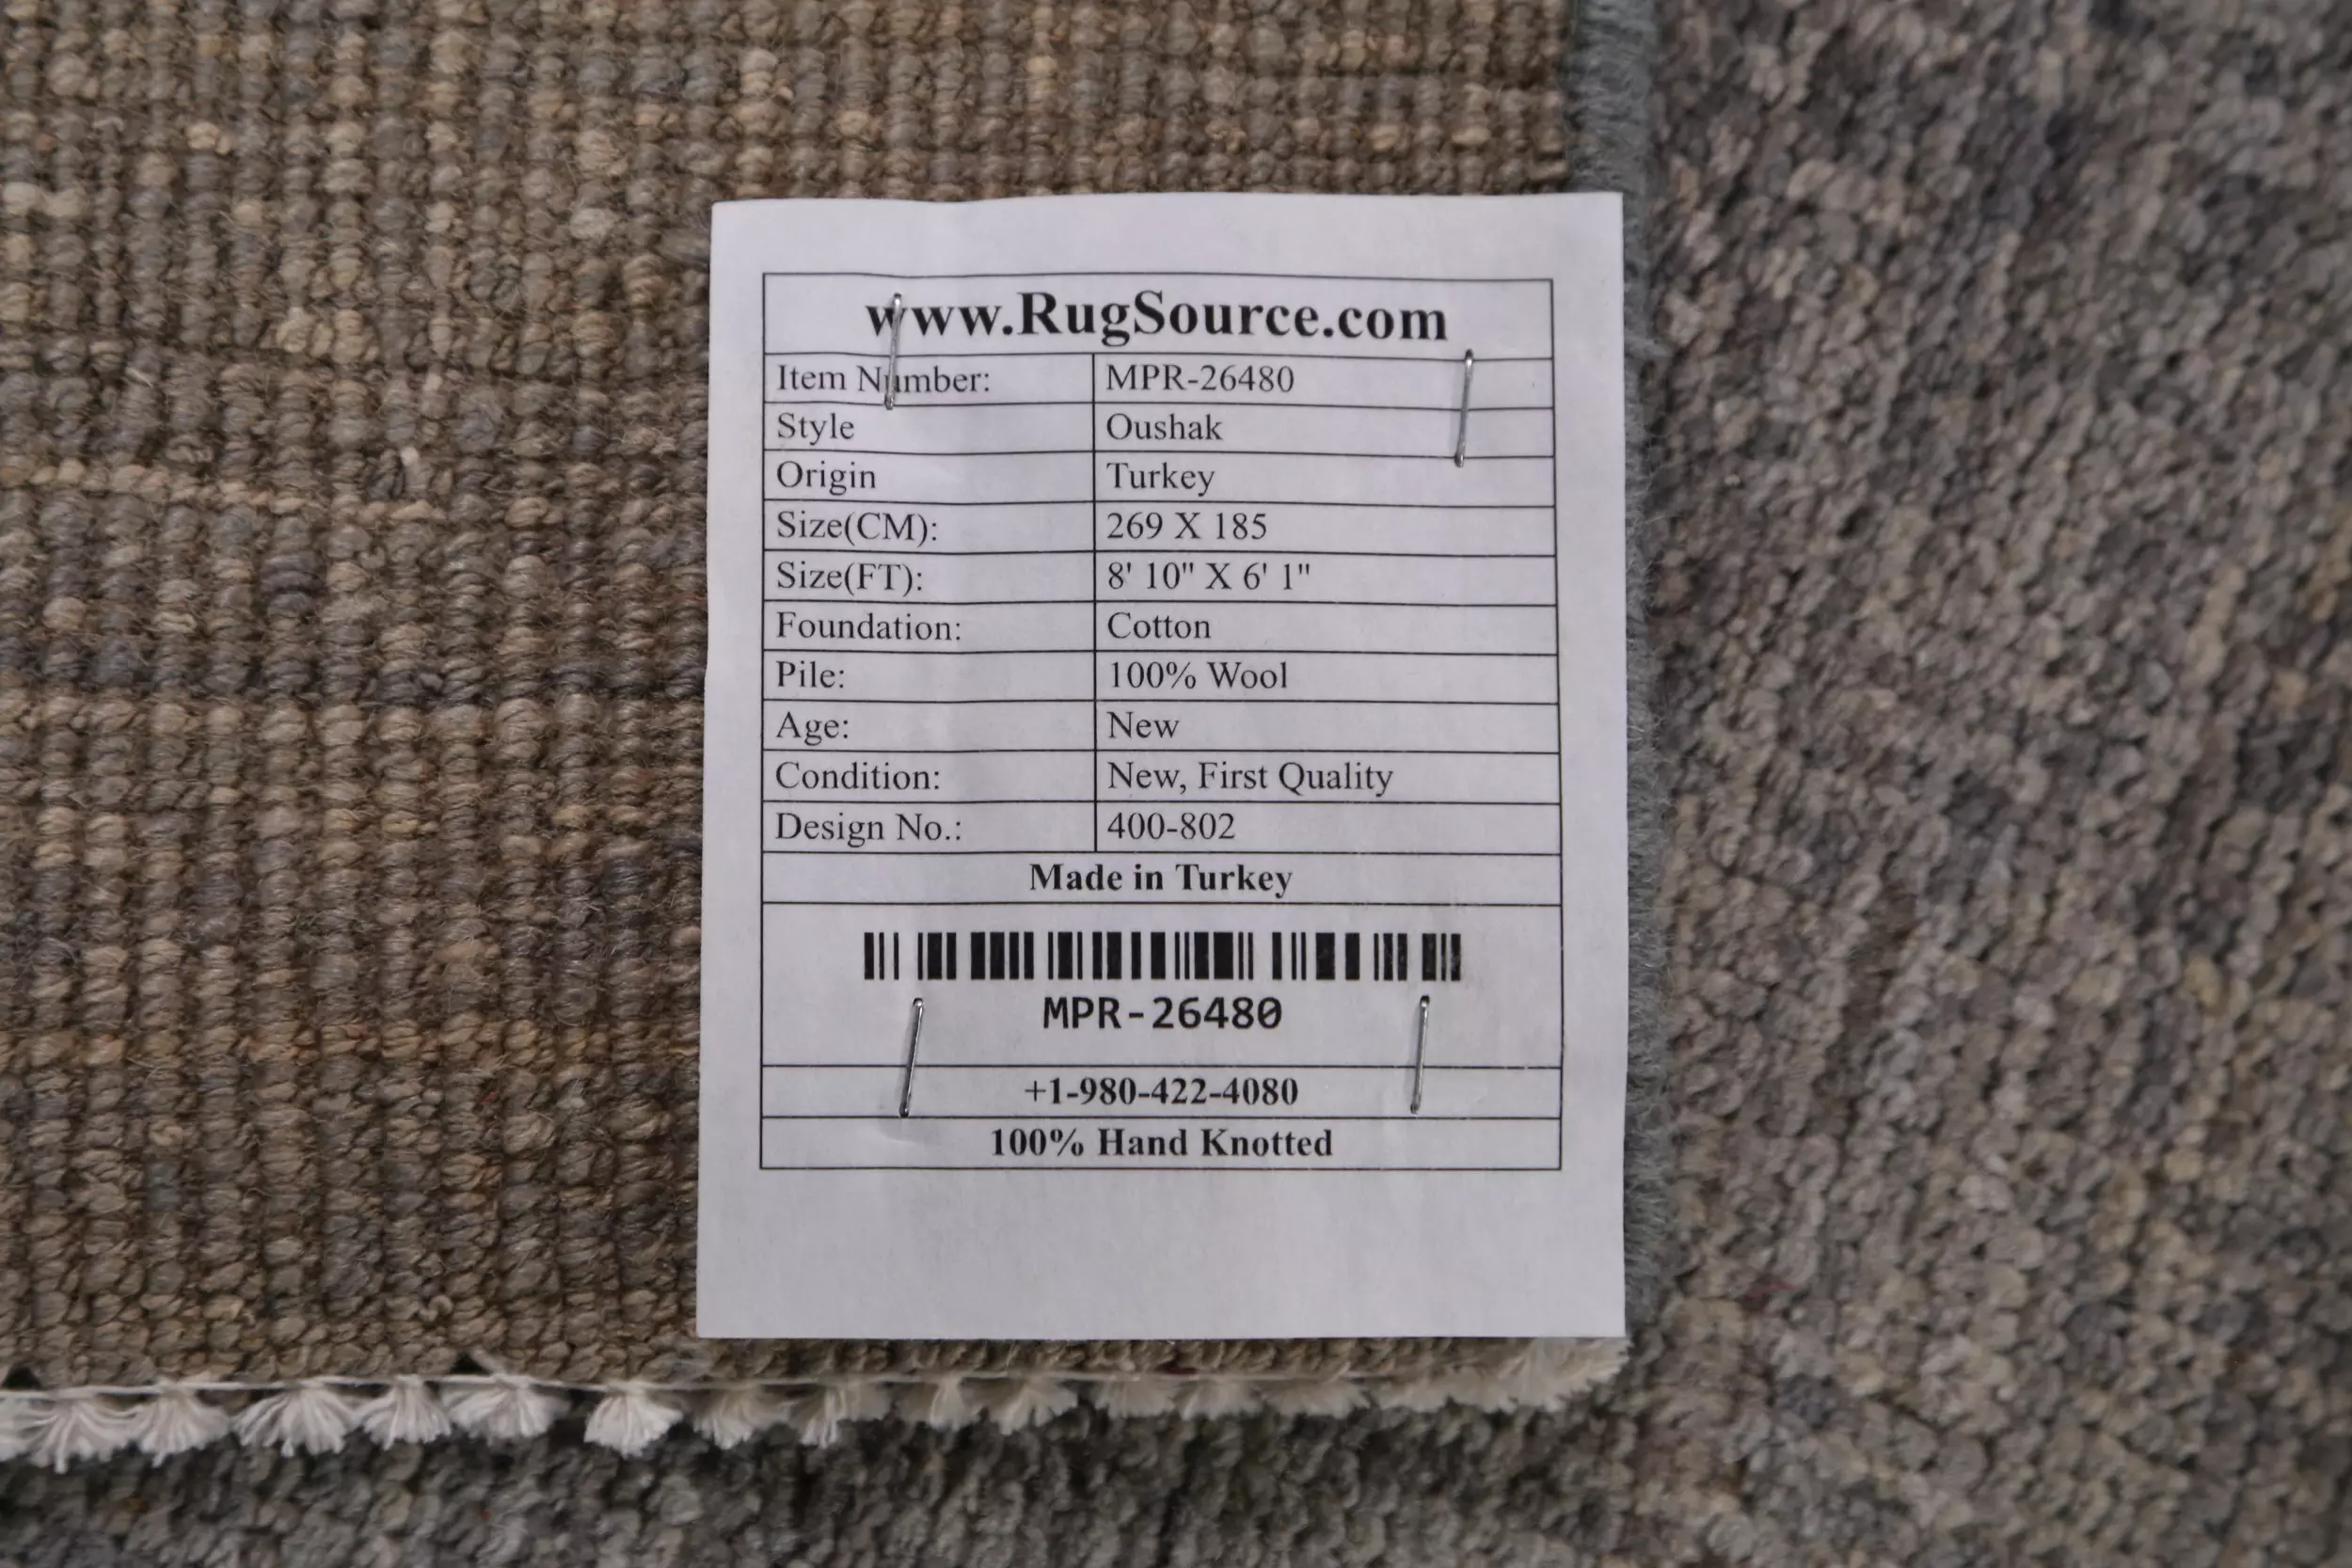 www.RugSource.com
Item Number: MPR-26480
Style Oushak
Origin Turkey
Size(CM): 269 X 185
Size(FT): 8' 10" X 6' 1"
Foundation: Cotton
Pile: 100% Wool
Age: New
Condition: New, First Quality
Design No.: 400-802
Made in Turkey
MPR-26480
+1-980-422-4080
100% Hand Knotted